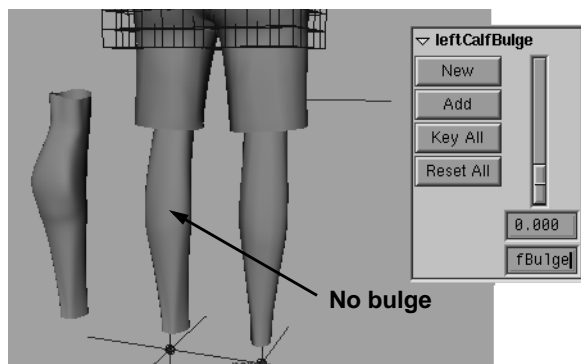 leftCalfBulge
New
Add
Key All
Reset All
0.000
fBulge
No bulge